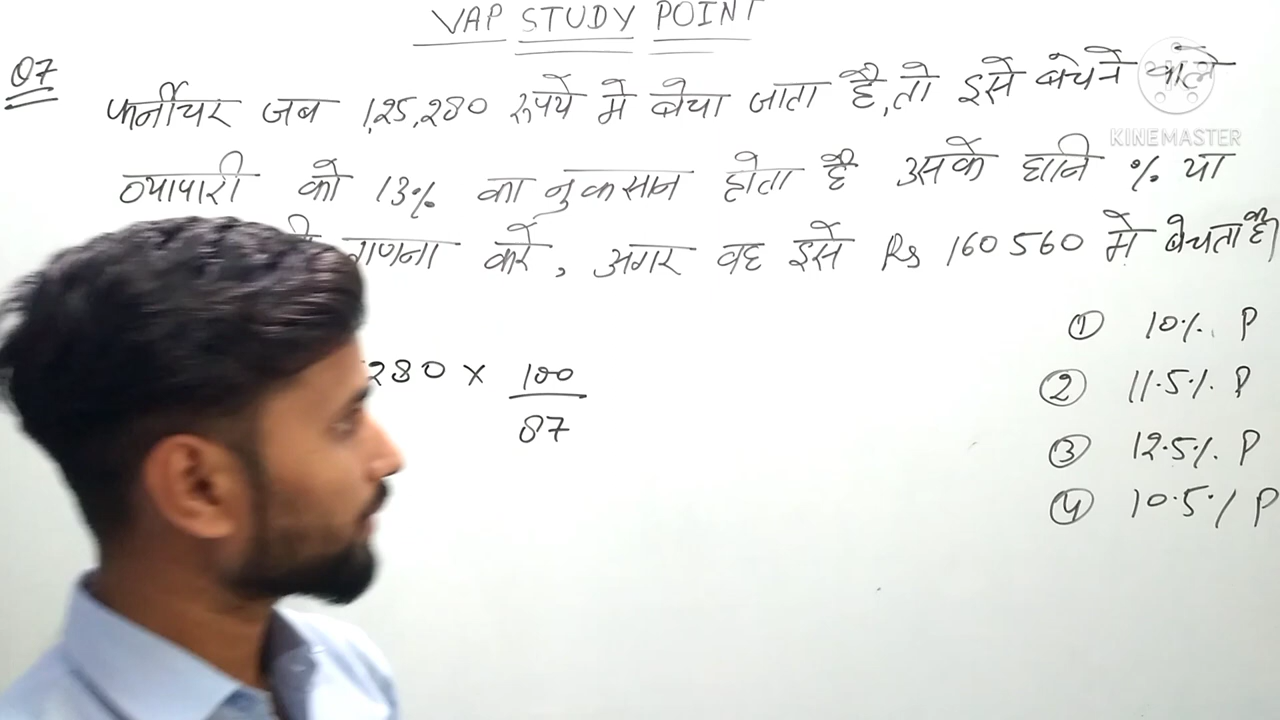 VAP STUDY POINT
Q7
फर्नीचर जब 1,25,280 रूपये में बेचा जाता है, तो इसे बेचने वाले
KINEMASTER
व्यापारी को 13% का नुकसान होता है उसके हानि % या
गणना करे, अगर वह इसे Rs 160560 में बेचता है
① 10% P
280 × 100/87
② 11.5% P
③ 12.5% P
④ 10.5% P